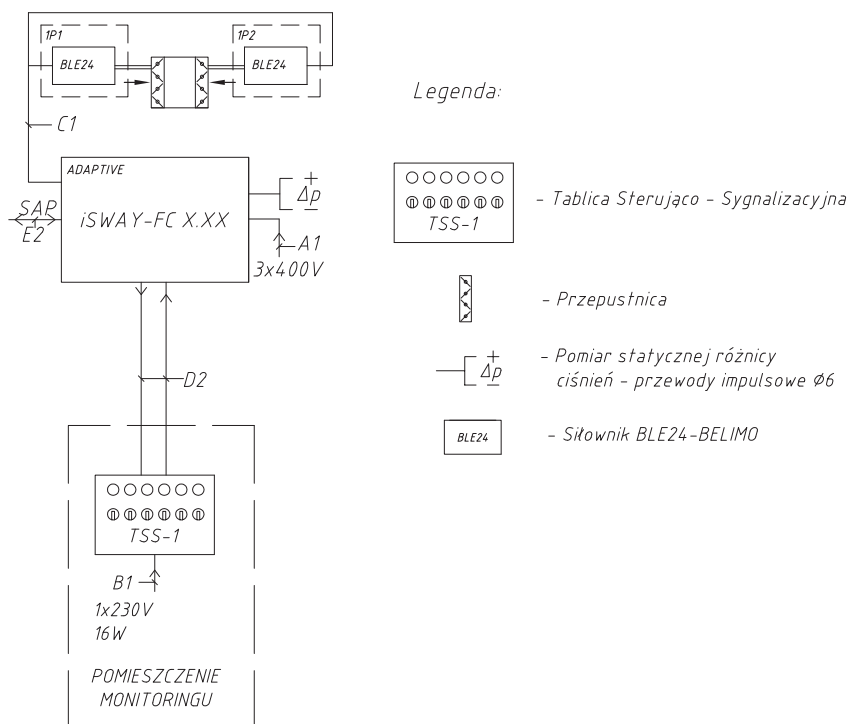 1P1
1P2
BLE24
BLE24
C1
ADAPTIVE
iSWAY-FC X.XX
SAP
E2
+
Δp
–
A1
3x400V
D2
TSS-1
B1
1x230V
16W
POMIESZCZENIE
MONITORINGU
Legenda:
TSS-1
- Tablica Sterująco - Sygnalizacyjna
- Przepustnica
+
Δp
–
- Pomiar statycznej różnicy
ciśnień - przewody impulsowe Ø6
BLE24
- Siłownik BLE24-BELIMO